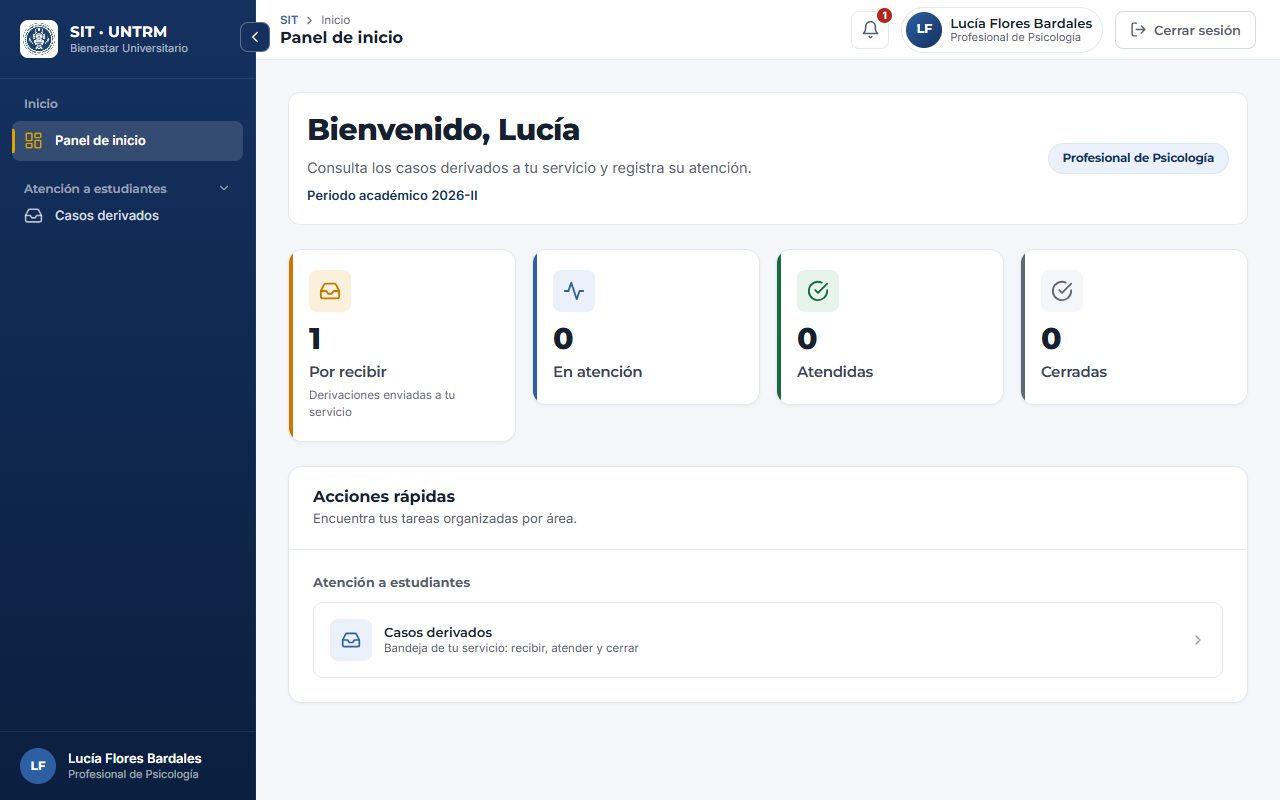 SIT · UNTRM
Bienestar Universitario
Inicio
Panel de inicio
Atención a estudiantes
Casos derivados
Lucía Flores Bardales
Profesional de Psicología
SIT > Inicio
Panel de inicio
1
LF
Lucía Flores Bardales
Profesional de Psicología
Cerrar sesión
Bienvenido, Lucía
Consulta los casos derivados a tu servicio y registra su atención.
Periodo académico 2026-II
Profesional de Psicología
1
Por recibir
Derivaciones enviadas a tu
servicio
0
En atención
0
Atendidas
0
Cerradas
Acciones rápidas
Encuentra tus tareas organizadas por área.
Atención a estudiantes
Casos derivados
Bandeja de tu servicio: recibir, atender y cerrar
LF